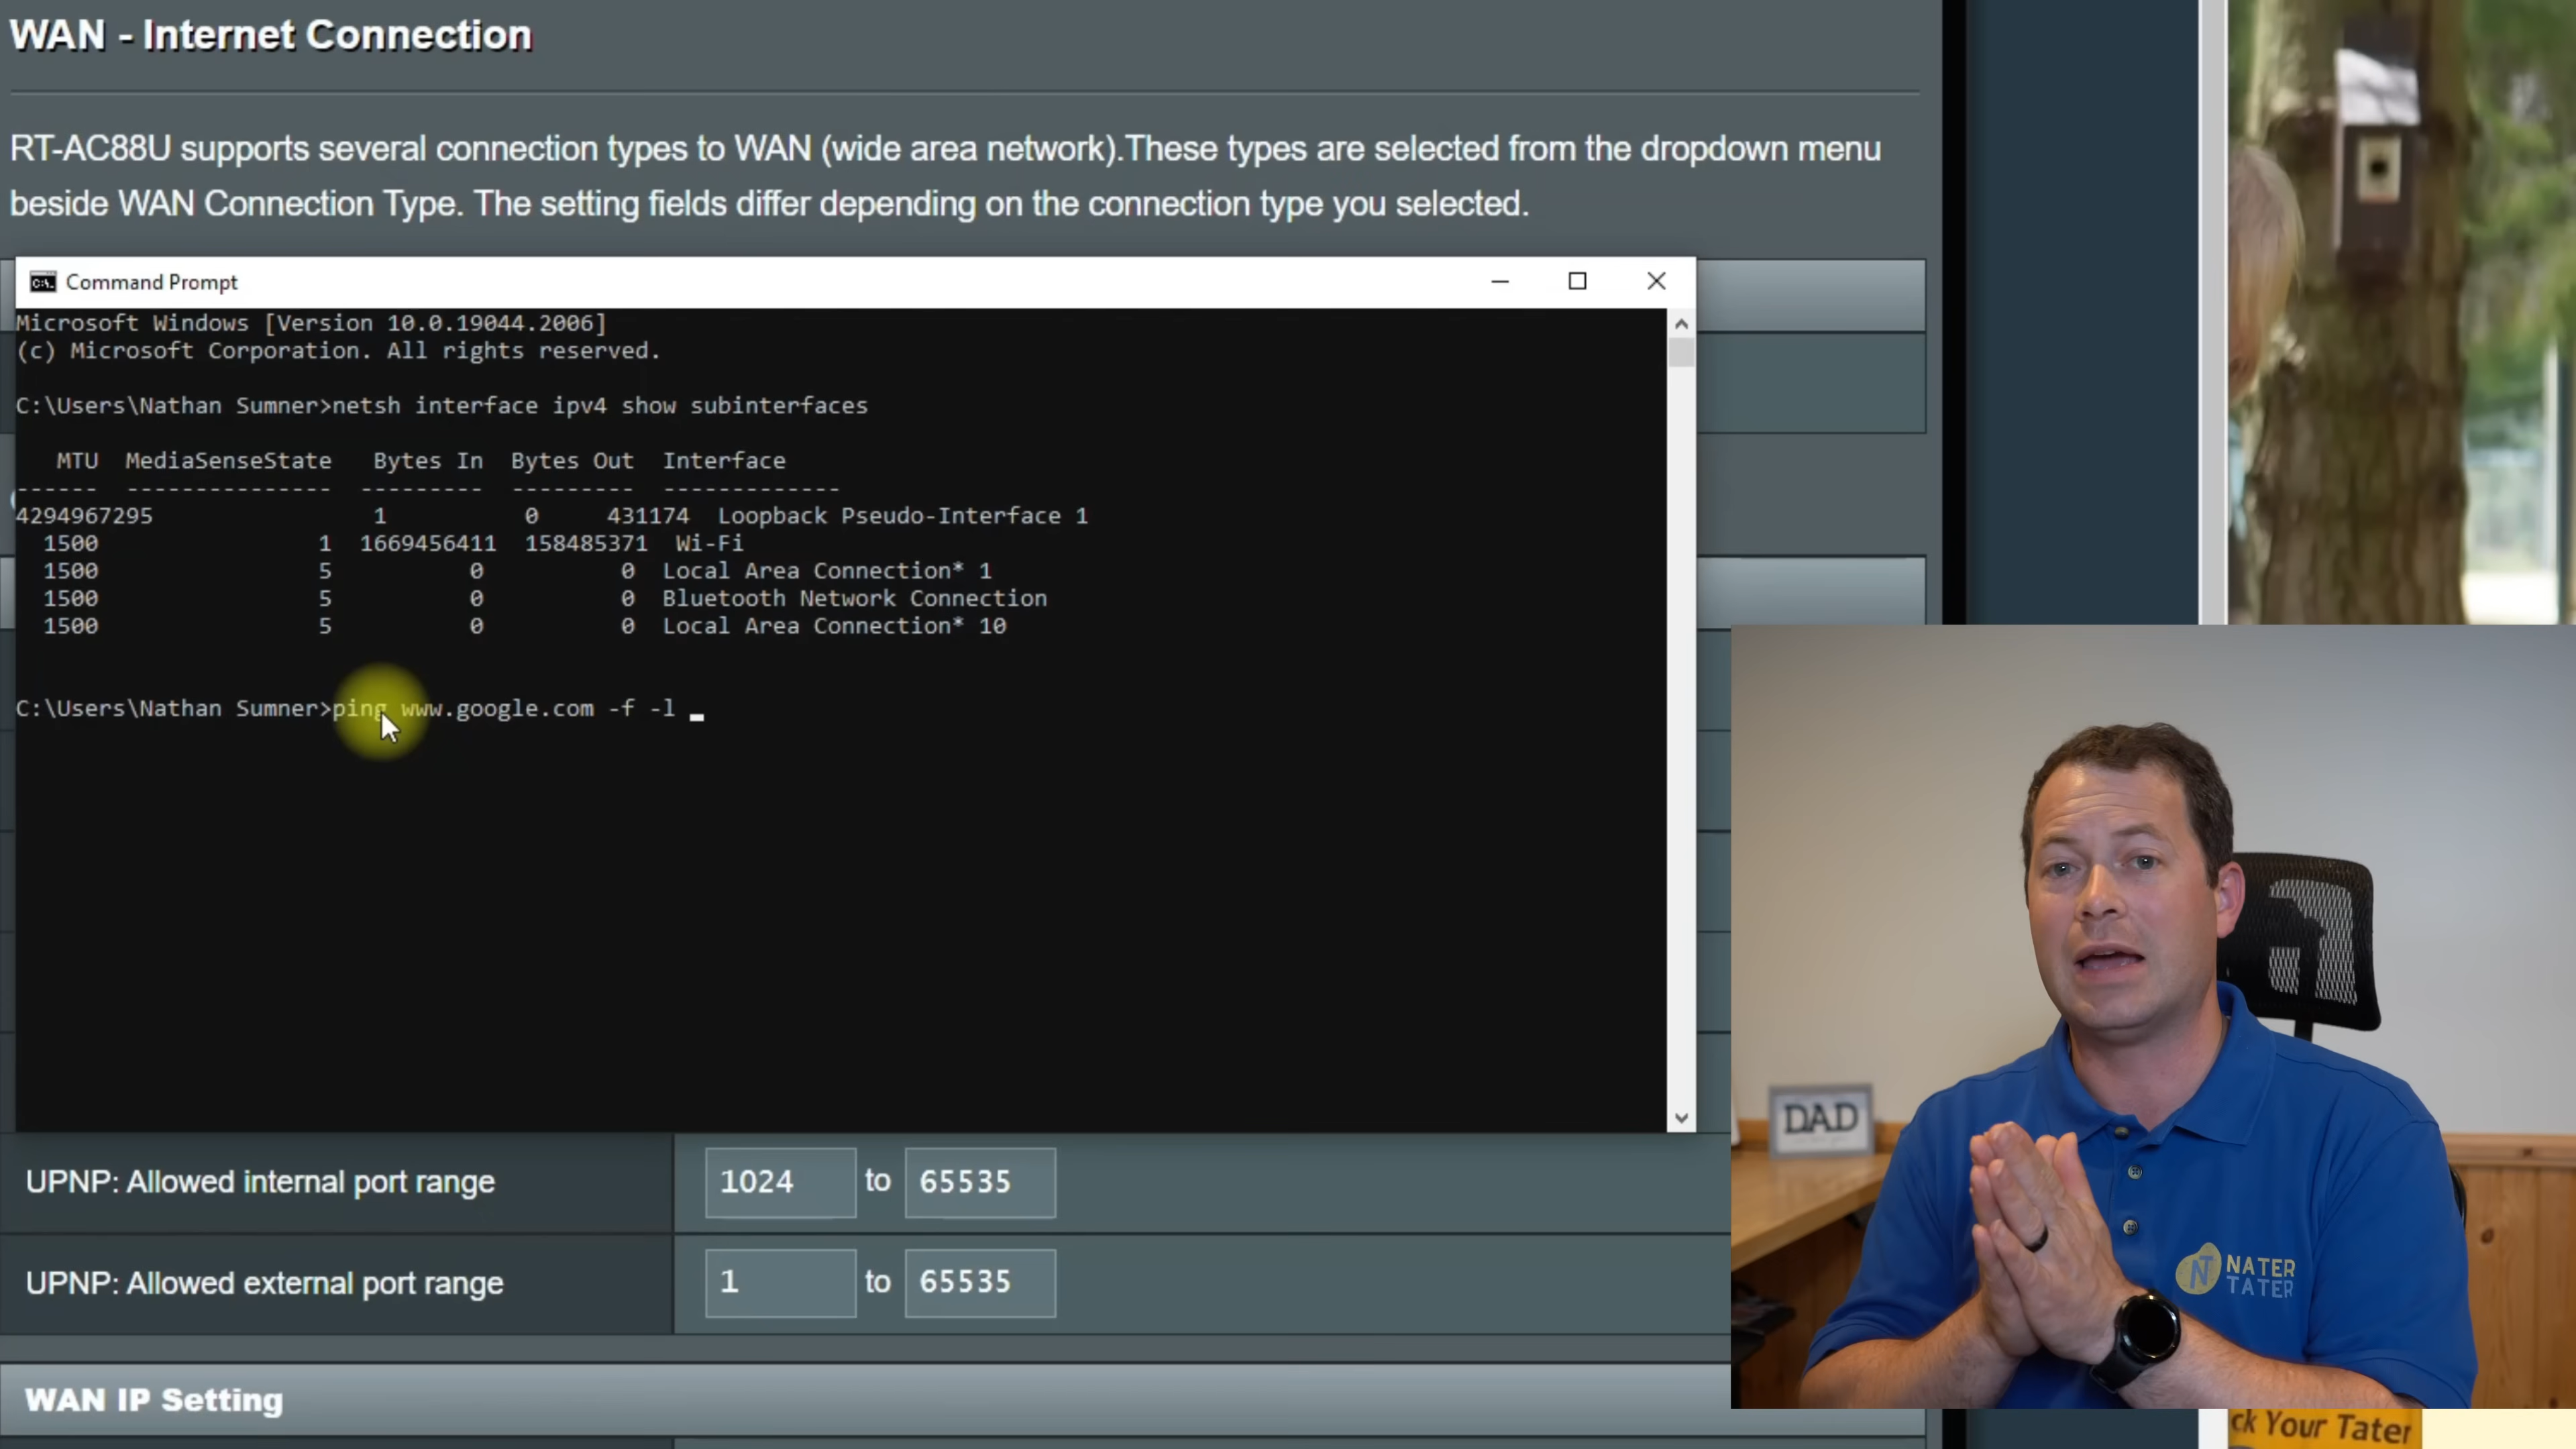 WAN - Internet Connection
RT-AC88U supports several connection types to WAN (wide area network).These types are selected from the dropdown menu
beside WAN Connection Type. The setting fields differ depending on the connection type you selected.
Command Prompt
Microsoft Windows [Version 10.0.19044.2006]
(c) Microsoft Corporation. All rights reserved.
C:\Users\Nathan Sumner>netsh interface ipv4 show subinterfaces
MTU MediaSenseState Bytes In Bytes Out Interface
------ --------------- --------- --------- -------------
4294967295 1 0 431174 Loopback Pseudo-Interface 1
1500 1 1669456411 158485371 Wi-Fi
1500 5 0 0 Local Area Connection* 1
1500 5 0 0 Bluetooth Network Connection
1500 5 0 0 Local Area Connection* 10
C:\Users\Nathan Sumner>ping www.google.com -f -l _
UPNP: Allowed internal port range 1024 to 65535
UPNP: Allowed external port range 1 to 65535
WAN IP Setting
DAD
NT NATER
TATER
ck Your Tater